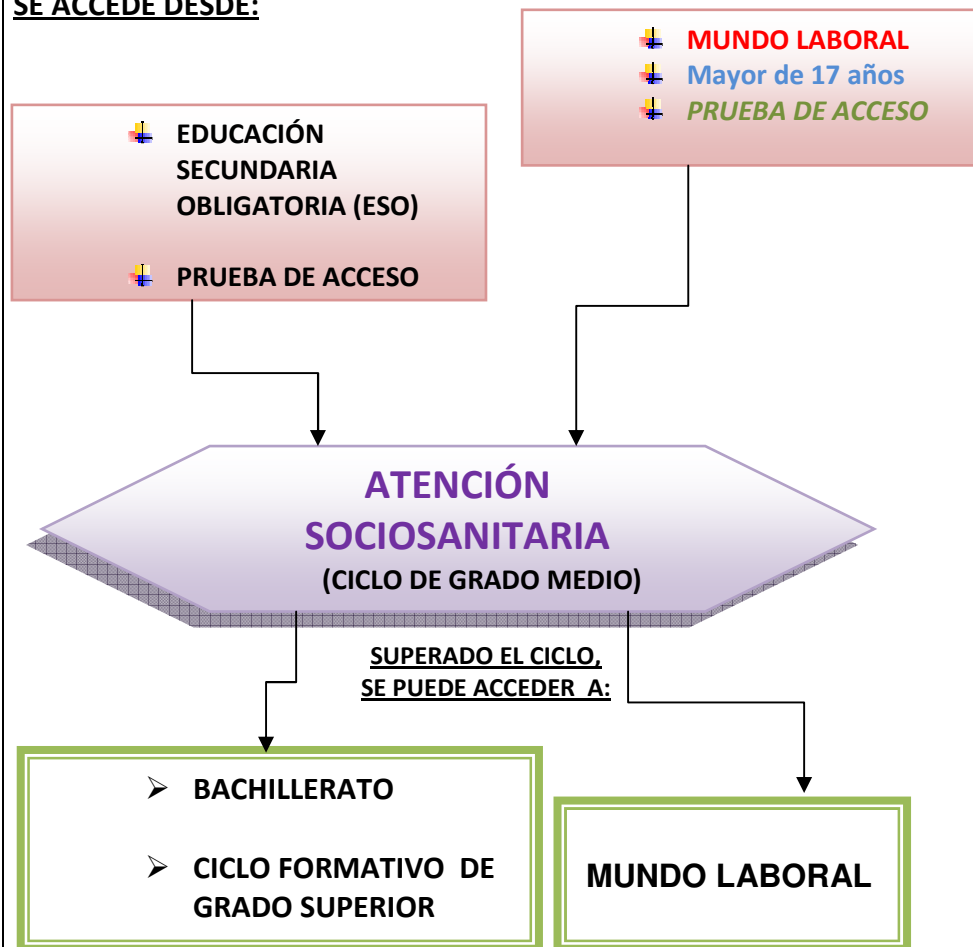 SE ACCEDE DESDE:
MUNDO LABORAL
Mayor de 17 años
PRUEBA DE ACCESO
EDUCACIÓN
SECUNDARIA
OBLIGATORIA (ESO)
PRUEBA DE ACCESO
ATENCIÓN
SOCIOSANITARIA
(CICLO DE GRADO MEDIO)
SUPERADO EL CICLO,
SE PUEDE ACCEDER A:
BACHILLERATO
CICLO FORMATIVO DE
GRADO SUPERIOR
MUNDO LABORAL